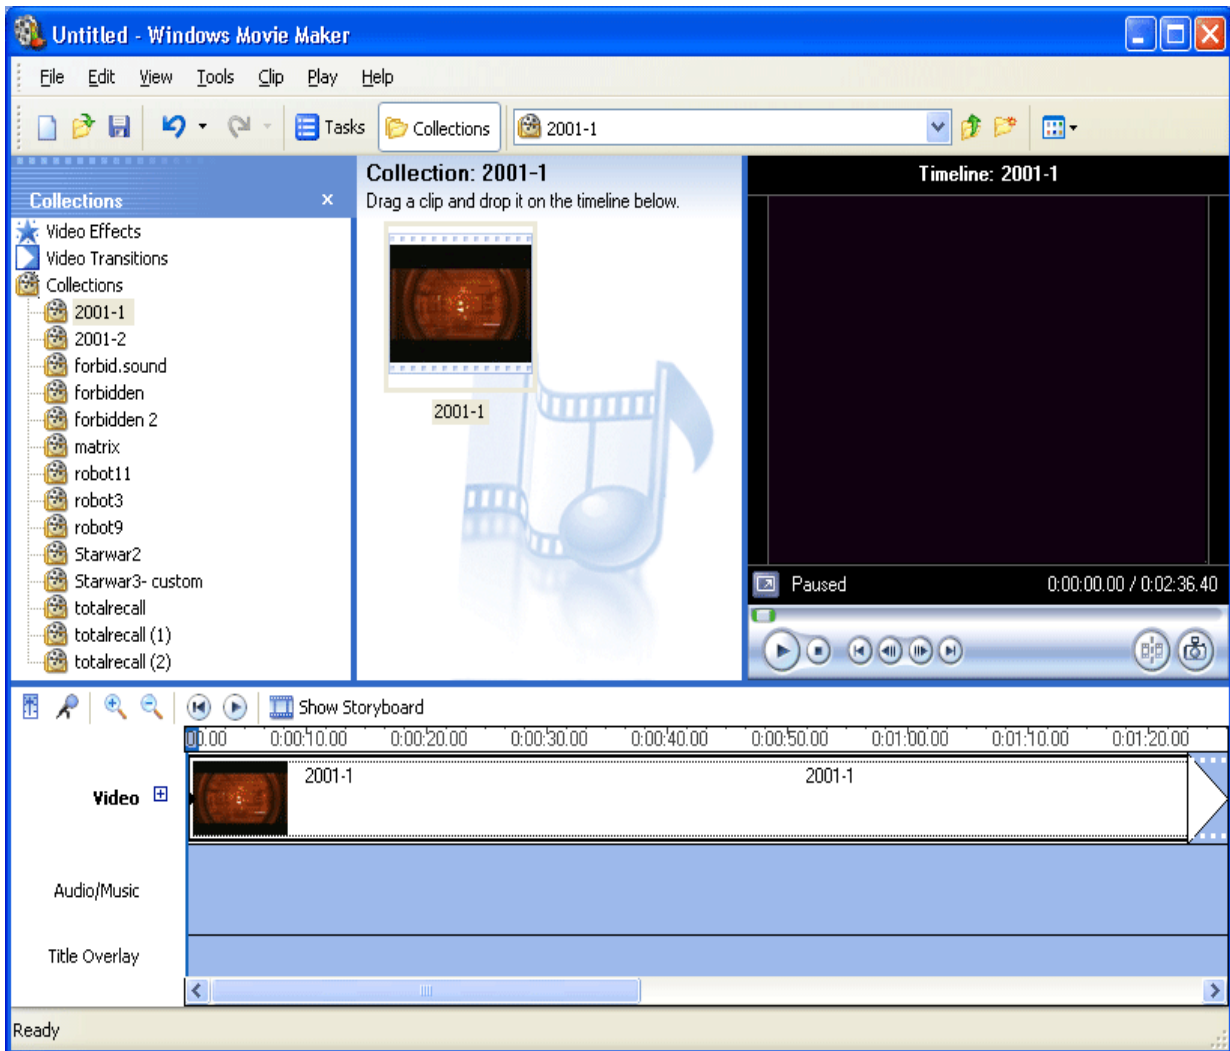 Untitled - Windows Movie Maker
File Edit View Tools Clip Play Help
Tasks Collections 2001-1
Collections x
Video Effects
Video Transitions
Collections
2001-1
2001-2
forbid.sound
forbidden
forbidden 2
matrix
robot11
robot3
robot9
Starwar2
Starwar3- custom
totalrecall
totalrecall (1)
totalrecall (2)
Collection: 2001-1
Drag a clip and drop it on the timeline below.
2001-1
Timeline: 2001-1
Paused 0:00:00.00 / 0:02:36.40
Show Storyboard
0:00:10.00 0:00:20.00 0:00:30.00 0:00:40.00 0:00:50.00 0:01:00.00 0:01:10.00 0:01:20.00
Video 2001-1 2001-1
Audio/Music
Title Overlay
Ready